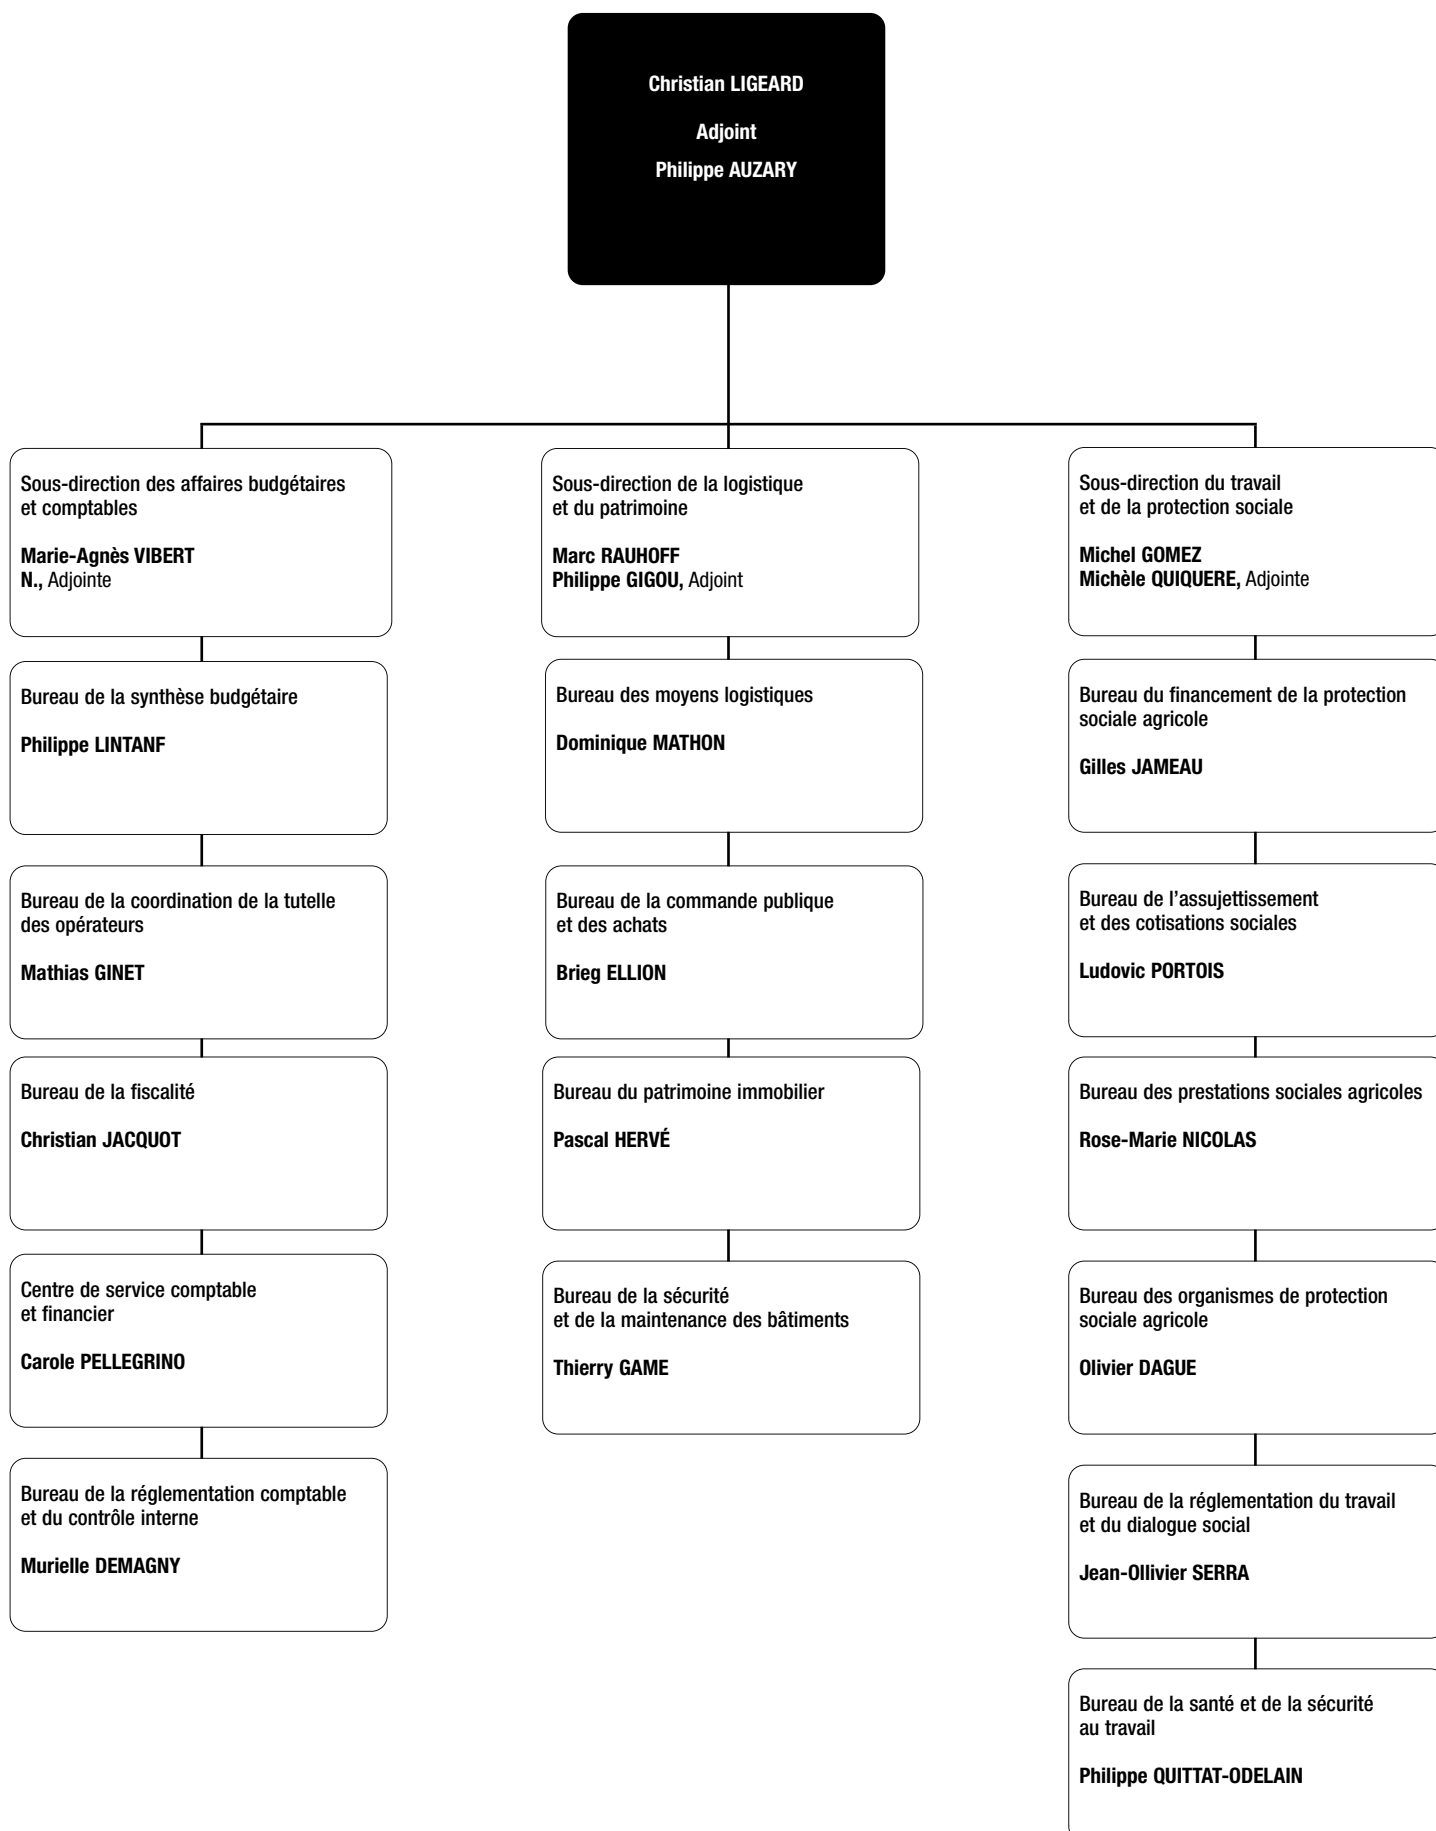 Christian LIGEARD
Adjoint
Philippe AUZARY
Sous-direction des affaires budgétaires
et comptables
Marie-Agnès VIBERT
N., Adjointe
Bureau de la synthèse budgétaire
Philippe LINTANF
Bureau de la coordination de la tutelle
des opérateurs
Mathias GINET
Bureau de la fiscalité
Christian JACQUOT
Centre de service comptable
et financier
Carole PELLEGRINO
Bureau de la réglementation comptable
et du contrôle interne
Murielle DEMAGNY
Sous-direction de la logistique
et du patrimoine
Marc RAUHOFF
Philippe GIGOU, Adjoint
Bureau des moyens logistiques
Dominique MATHON
Bureau de la commande publique
et des achats
Brieg ELLION
Bureau du patrimoine immobilier
Pascal HERVÉ
Bureau de la sécurité
et de la maintenance des bâtiments
Thierry GAME
Sous-direction du travail
et de la protection sociale
Michel GOMEZ
Michèle QUIQUERE, Adjointe
Bureau du financement de la protection
sociale agricole
Gilles JAMEAU
Bureau de l'assujettissement
et des cotisations sociales
Ludovic PORTOIS
Bureau des prestations sociales agricoles
Rose-Marie NICOLAS
Bureau des organismes de protection
sociale agricole
Olivier DAGUE
Bureau de la réglementation du travail
et du dialogue social
Jean-Ollivier SERRA
Bureau de la santé et de la sécurité
au travail
Philippe QUITTAT-ODELAIN